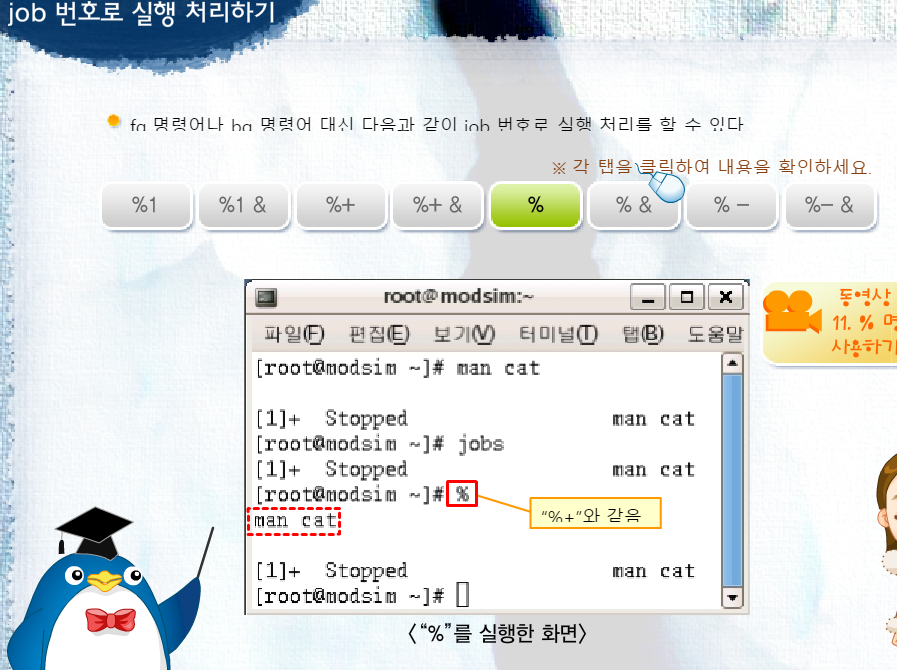 job 번호로 실행 처리하기
fg 명령어나 bg 명령어 대신 다음과 같이 job 번호로 실행 처리를 할 수 있다
※ 각 탭을 클릭하여 내용을 확인하세요.
%1 %1 & %+ %+ & % % & % − %− &
root@modsim:~
파일(F) 편집(E) 보기(V) 터미널(T) 탭(B) 도움말
[root@modsim ~]# man cat
[1]+ Stopped man cat
[root@modsim ~]# jobs
[1]+ Stopped man cat
[root@modsim ~]# %
man cat
"%+"와 같음
[1]+ Stopped man cat
[root@modsim ~]#
〈"%"를 실행한 화면〉
동영상
11. % 명
사용하기